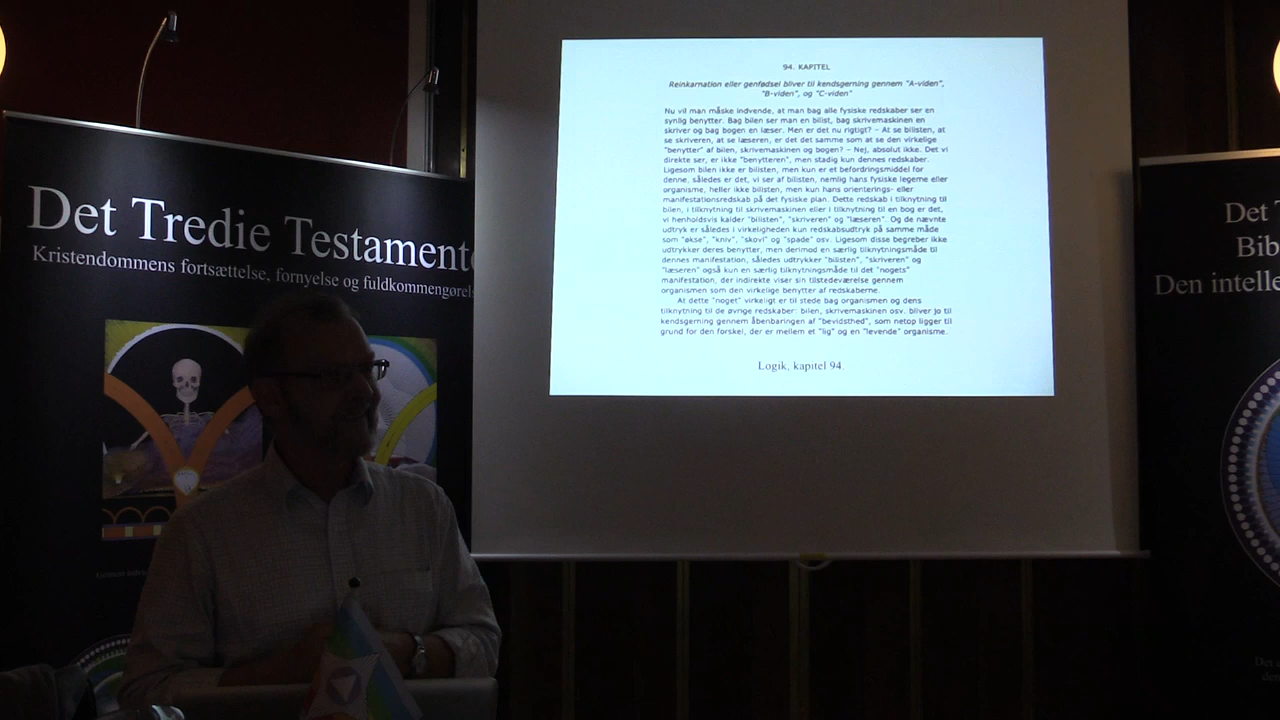 Det Tredie Testament
Kristendommens fortsættelse, fornyelse og fuldkommengørels
94. KAPITEL
Reinkarnation eller genfødsel bliver til kendsgerning gennem "A-viden",
"B-viden", og "C-viden"
Nu vil man måske indvende, at man bag alle fysiske redskaber ser en
synlig benytter. Bag bilen ser man en bilist, bag skrivemaskinen en
skriver og bag bogen en læser. Men er det nu rigtigt? – At se bilisten, at
se skriveren, at se læseren, er det det samme som at se den virkelige
"benytter" af bilen, skrivemaskinen og bogen? – Nej, absolut ikke. Det vi
direkte ser, er ikke "benytteren", men stadig kun dennes redskaber.
Ligesom bilen ikke er bilisten, men kun er et befordringsmiddel for
denne, således er det, vi ser af bilisten, nemlig hans fysiske legeme eller
organisme, heller ikke bilisten, men kun hans orienterings- eller
manifestationsredskab på det fysiske plan. Dette redskab i tilknytning til
bilen, i tilknytning til skrivemaskinen eller i tilknytning til en bog er det,
vi henholdsvis kalder "bilisten", "skriveren" og "læseren". Og de nævnte
udtryk er således i virkeligheden kun redskabsudtryk på samme måde
som "økse", "kniv", "skovl" og "spade" osv. Ligesom disse begreber ikke
udtrykker deres benytter, men derimod en særlig tilknytningsmåde til
dennes manifestation, således udtrykker "bilisten", "skriveren" og
"læseren" også kun en særlig tilknytningsmåde til det "nogets"
manifestation, der indirekte viser sin tilstedeværelse gennem
organismen som den virkelige benytter af redskaberne.
At dette "noget" virkeligt er til stede bag organismen og dens
tilknytning til de øvrige redskaber: bilen, skrivemaskinen osv. bliver jo til
kendsgerning gennem åbenbaringen af "bevidsthed", som netop ligger til
grund for den forskel, der er mellem et "lig" og en "levende" organisme.
Logik, kapitel 94.
Det
Bib
Den intelle